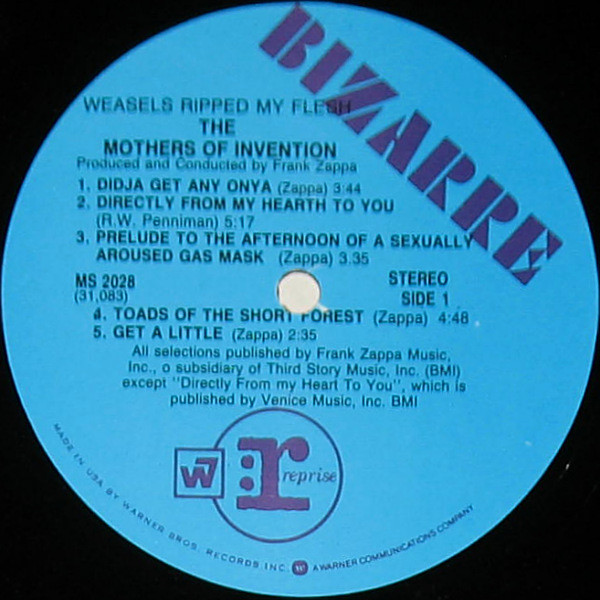 BIZARRE
WEASELS RIPPED MY FLESH
THE
MOTHERS OF INVENTION
Produced and Conducted by Frank Zappa
1. DIDJA GET ANY ONYA (Zappa) 3:44
2. DIRECTLY FROM MY HEARTH TO YOU
(R.W. Penniman) 5:17
3. PRELUDE TO THE AFTERNOON OF A SEXUALLY
AROUSED GAS MASK (Zappa) 3.35
MS 2028 STEREO
(31,083) SIDE 1
4. TOADS OF THE SHORT FOREST (Zappa) 4:48
5. GET A LITTLE (Zappa) 2:35
All selections published by Frank Zappa Music,
Inc., o subsidiary of Third Story Music, Inc. (BMI)
except "Directly From my Heart To You", which is
published by Venice Music, Inc. BMI
W7 r reprise
MADE IN USA BY WARNER BROS. RECORDS INC. W A WARNER COMMUNICATIONS COMPANY